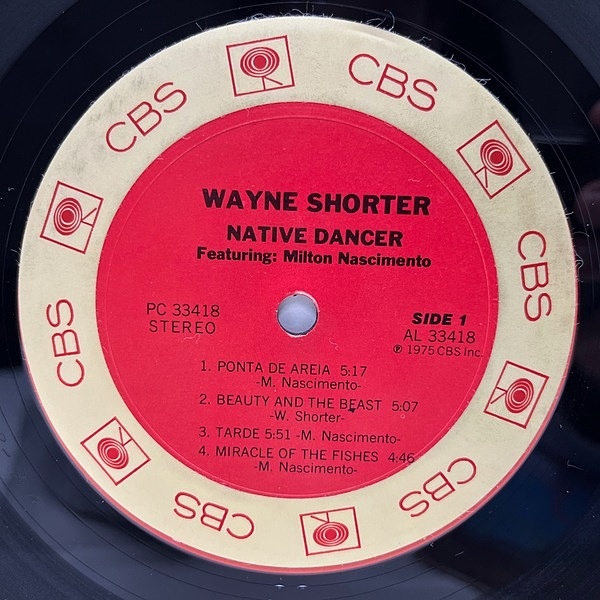 CBS
CBS
CBS
CBS
CBS
CBS
WAYNE SHORTER
NATIVE DANCER
Featuring: Milton Nascimento
PC 33418
STEREO
SIDE 1
AL 33418
℗ 1975 CBS Inc.
1. PONTA DE AREIA 5:17
-M. Nascimento-
2. BEAUTY AND THE BEAST 5:07
-W. Shorter-
3. TARDE 5:51 -M. Nascimento-
4. MIRACLE OF THE FISHES 4:46
-M. Nascimento-